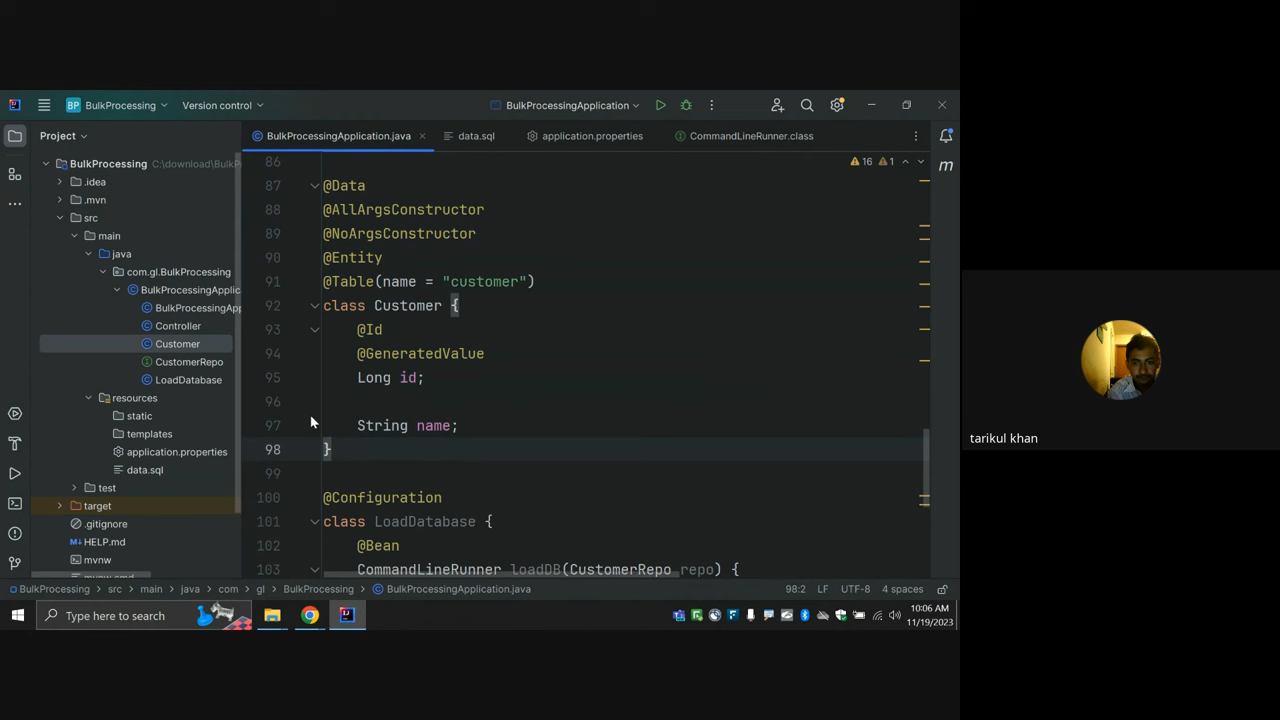 BP BulkProcessing Version control BulkProcessingApplication
Project BulkProcessingApplication.java data.sql application.properties CommandLineRunner.class
BulkProcessing C:\download\BulkP
.idea
.mvn
src
main
java
com.gl.BulkProcessing
BulkProcessingApplic
BulkProcessingAp
Controller
Customer
CustomerRepo
LoadDatabase
resources
static
templates
application.properties
data.sql
test
target
.gitignore
HELP.md
mvnw
86 16 1
87 @Data
88 @AllArgsConstructor
89 @NoArgsConstructor
90 @Entity
91 @Table(name = "customer")
92 class Customer {
93 @Id
94 @GeneratedValue
95 Long id;
96
97 String name;
98 }
99
100 @Configuration
101 class LoadDatabase {
102 @Bean
103 CommandLineRunner loadDB(CustomerRepo repo) {
BulkProcessing > src > main > java > com > gl > BulkProcessing > BulkProcessingApplication.java 98:2 LF UTF-8 4 spaces
Type here to search
10:06 AM
11/19/2023
tarikul khan